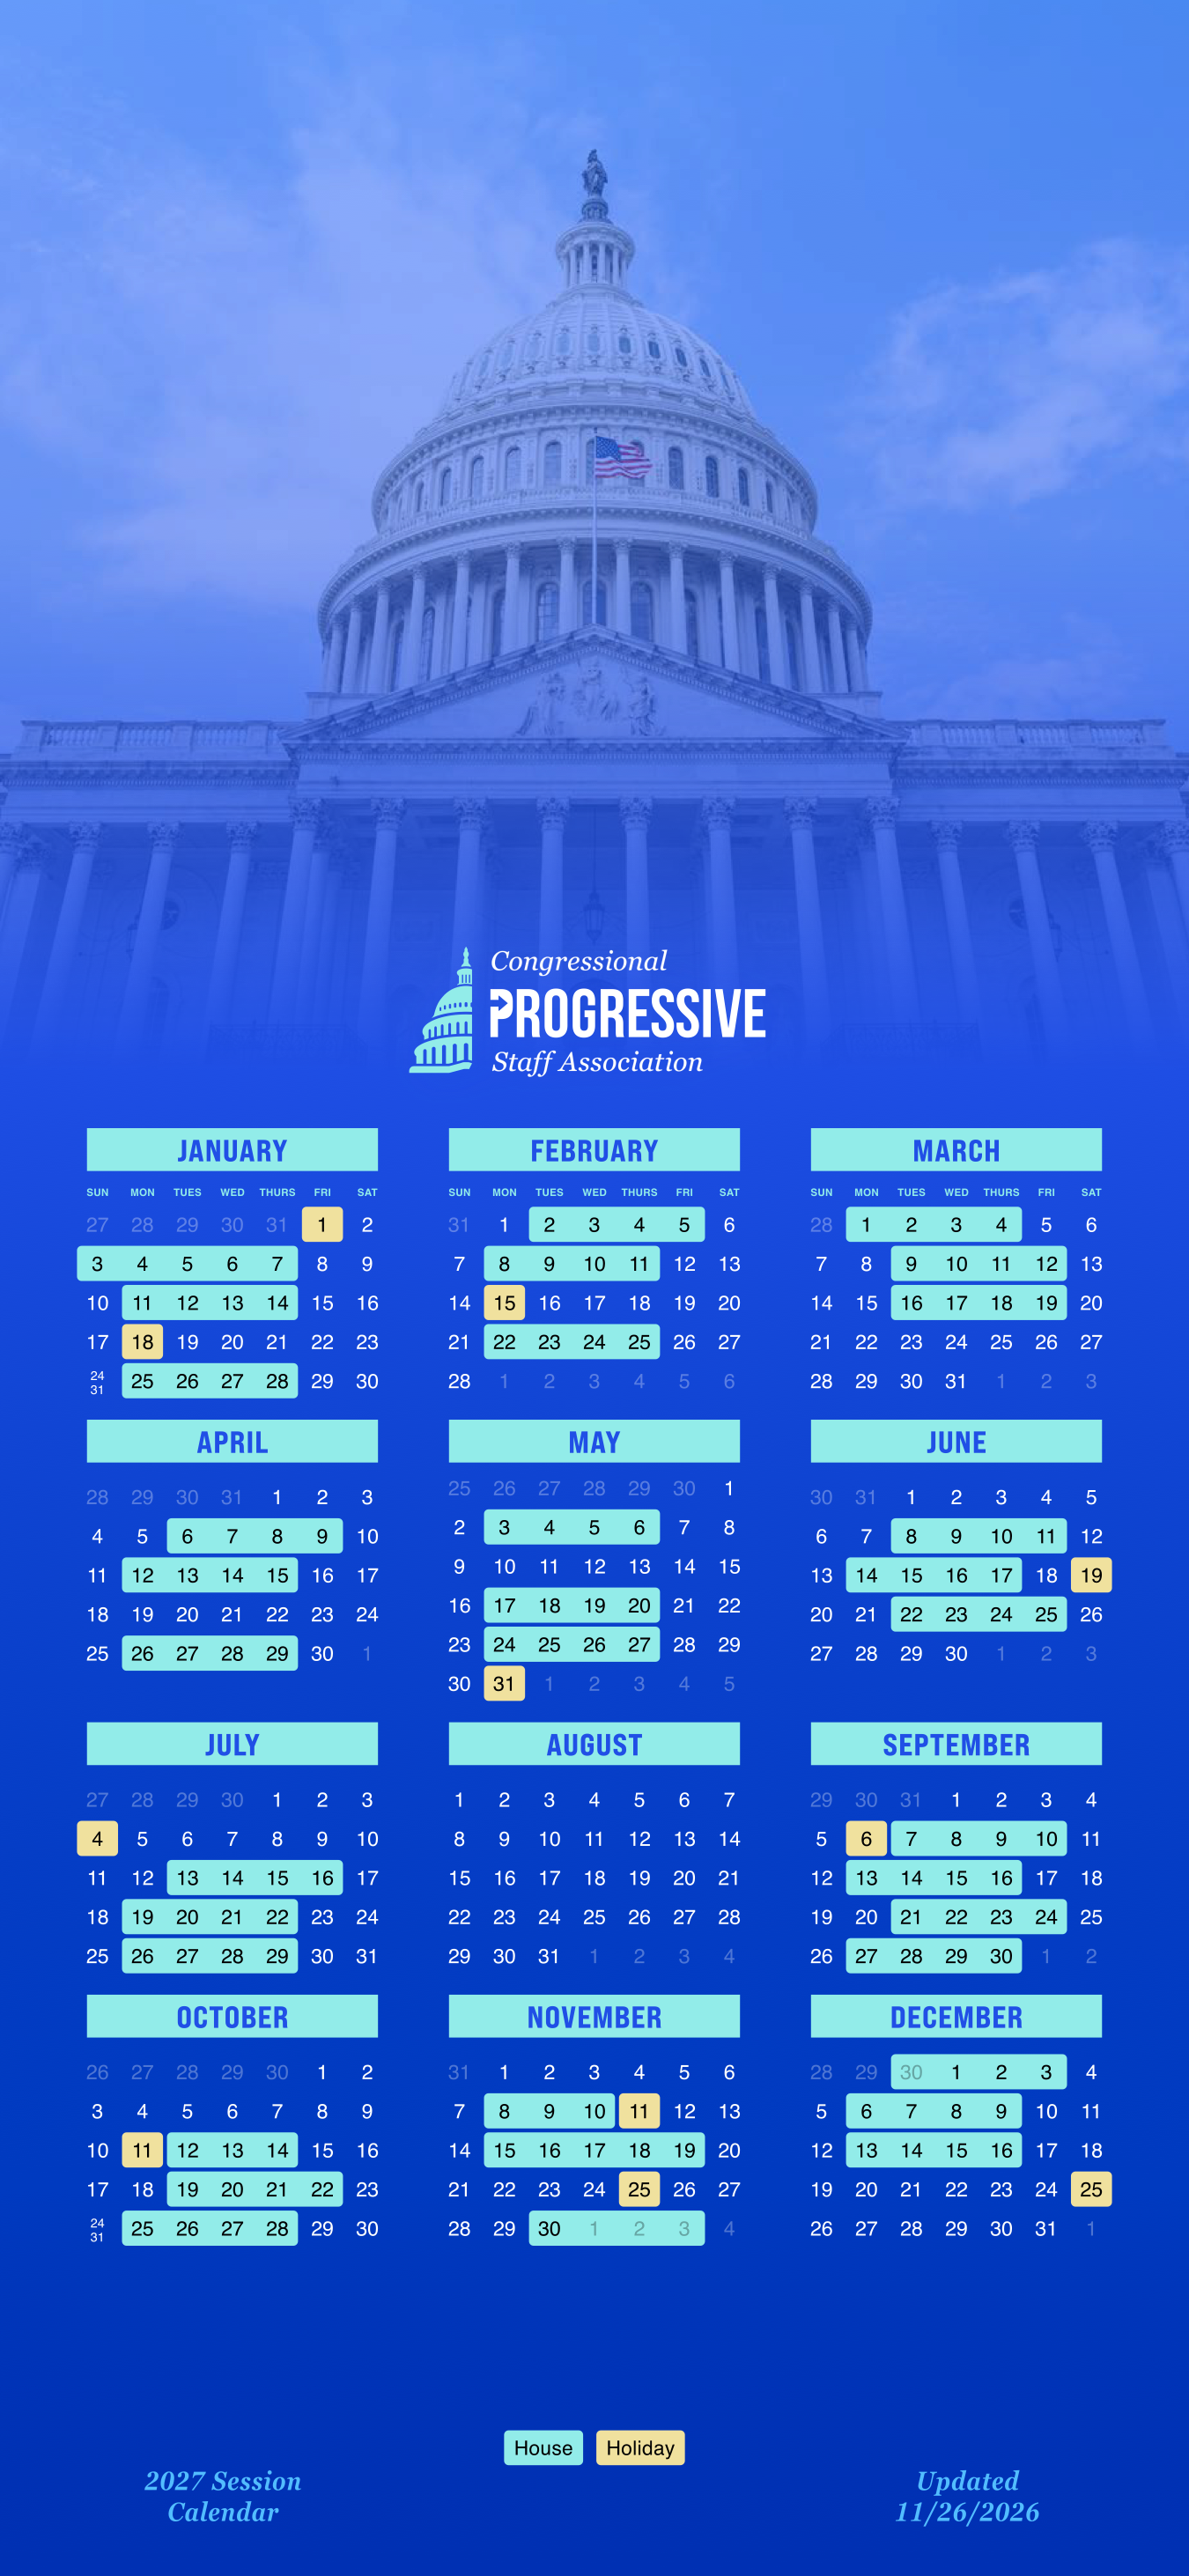 Congressional
PROGRESSIVE
Staff Association
JANUARY
SUN MON TUES WED THURS FRI SAT
27 28 29 30 31 1 2
3 4 5 6 7 8 9
10 11 12 13 14 15 16
17 18 19 20 21 22 23
24 25 26 27 28 29 30
31
FEBRUARY
SUN MON TUES WED THURS FRI SAT
31 1 2 3 4 5 6
7 8 9 10 11 12 13
14 15 16 17 18 19 20
21 22 23 24 25 26 27
28 1 2 3 4 5 6
MARCH
SUN MON TUES WED THURS FRI SAT
28 1 2 3 4 5 6
7 8 9 10 11 12 13
14 15 16 17 18 19 20
21 22 23 24 25 26 27
28 29 30 31 1 2 3
APRIL
28 29 30 31 1 2 3
4 5 6 7 8 9 10
11 12 13 14 15 16 17
18 19 20 21 22 23 24
25 26 27 28 29 30 1
MAY
25 26 27 28 29 30 1
2 3 4 5 6 7 8
9 10 11 12 13 14 15
16 17 18 19 20 21 22
23 24 25 26 27 28 29
30 31 1 2 3 4 5
JUNE
30 31 1 2 3 4 5
6 7 8 9 10 11 12
13 14 15 16 17 18 19
20 21 22 23 24 25 26
27 28 29 30 1 2 3
JULY
27 28 29 30 1 2 3
4 5 6 7 8 9 10
11 12 13 14 15 16 17
18 19 20 21 22 23 24
25 26 27 28 29 30 31
AUGUST
1 2 3 4 5 6 7
8 9 10 11 12 13 14
15 16 17 18 19 20 21
22 23 24 25 26 27 28
29 30 31 1 2 3 4
SEPTEMBER
29 30 31 1 2 3 4
5 6 7 8 9 10 11
12 13 14 15 16 17 18
19 20 21 22 23 24 25
26 27 28 29 30 1 2
OCTOBER
26 27 28 29 30 1 2
3 4 5 6 7 8 9
10 11 12 13 14 15 16
17 18 19 20 21 22 23
24 25 26 27 28 29 30
31
NOVEMBER
31 1 2 3 4 5 6
7 8 9 10 11 12 13
14 15 16 17 18 19 20
21 22 23 24 25 26 27
28 29 30 1 2 3 4
DECEMBER
28 29 30 1 2 3 4
5 6 7 8 9 10 11
12 13 14 15 16 17 18
19 20 21 22 23 24 25
26 27 28 29 30 31 1
House Holiday
2027 Session
Calendar
Updated
11/26/2026